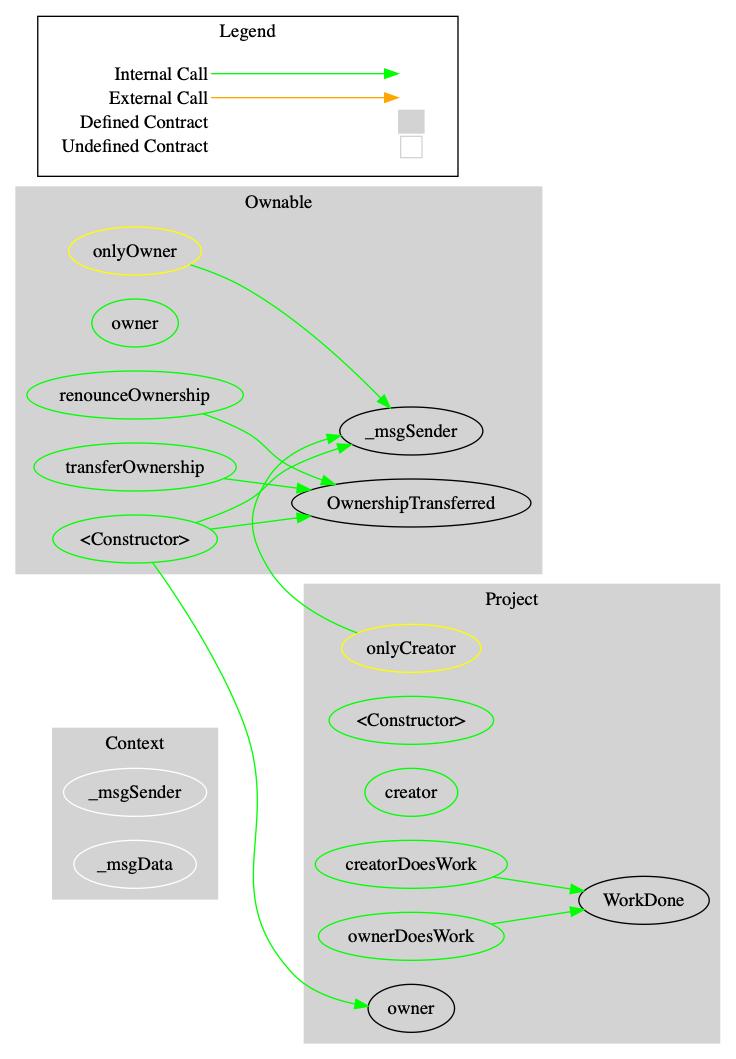 Legend
Internal Call
External Call
Defined Contract
Undefined Contract
Ownable
onlyOwner
owner
renounceOwnership
_msgSender
transferOwnership
OwnershipTransferred
<Constructor>
Project
onlyCreator
<Constructor>
Context
_msgSender
creator
_msgData
creatorDoesWork
WorkDone
ownerDoesWork
owner